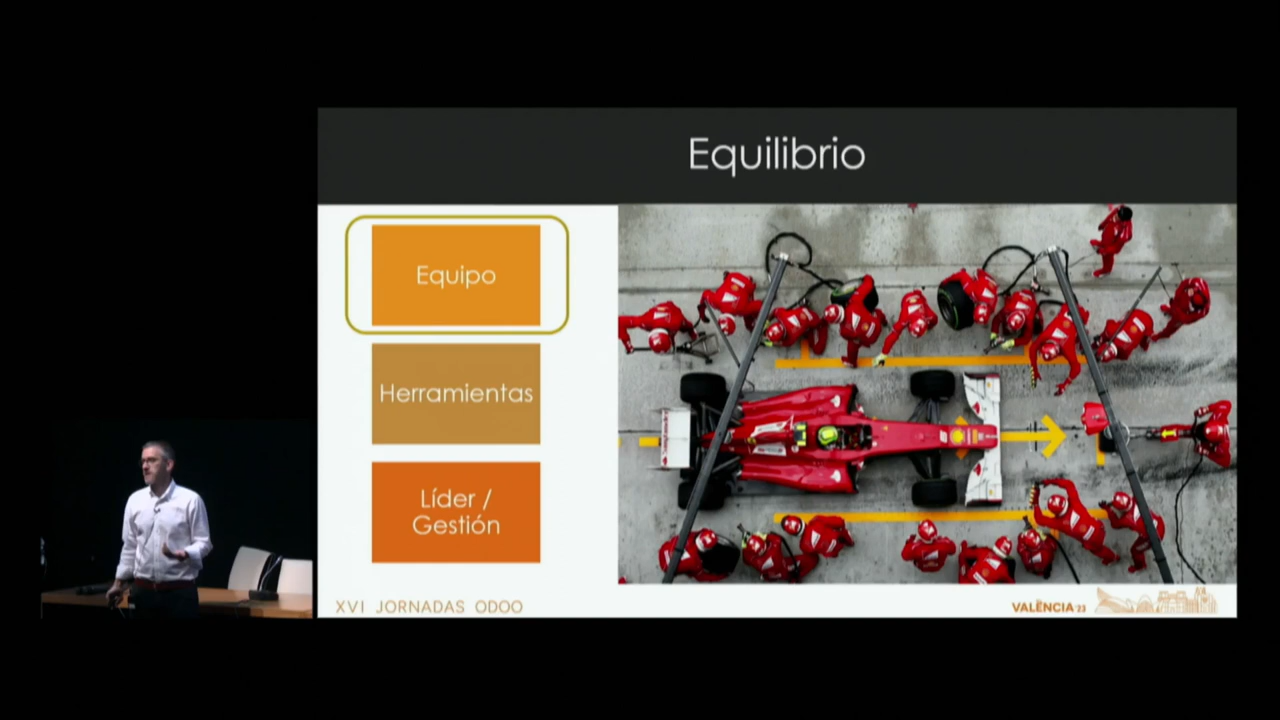 Equilibrio
Equipo
Herramientas
Líder /
Gestión
XVI JORNADAS ODOO
VALÈNCIA'23